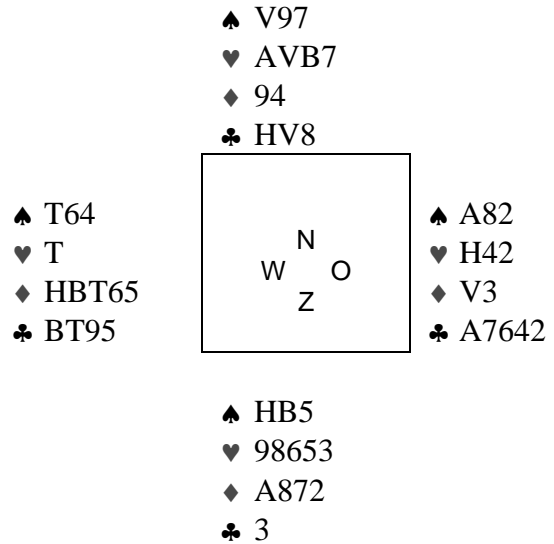 ♠ V97
♥ AVB7
♦ 94
♣ HV8
♠ T64
♥ T
♦ HBT65
♣ BT95
N
W O
Z
♠ A82
♥ H42
♦ V3
♣ A7642
♠ HB5
♥ 98653
♦ A872
♣ 3